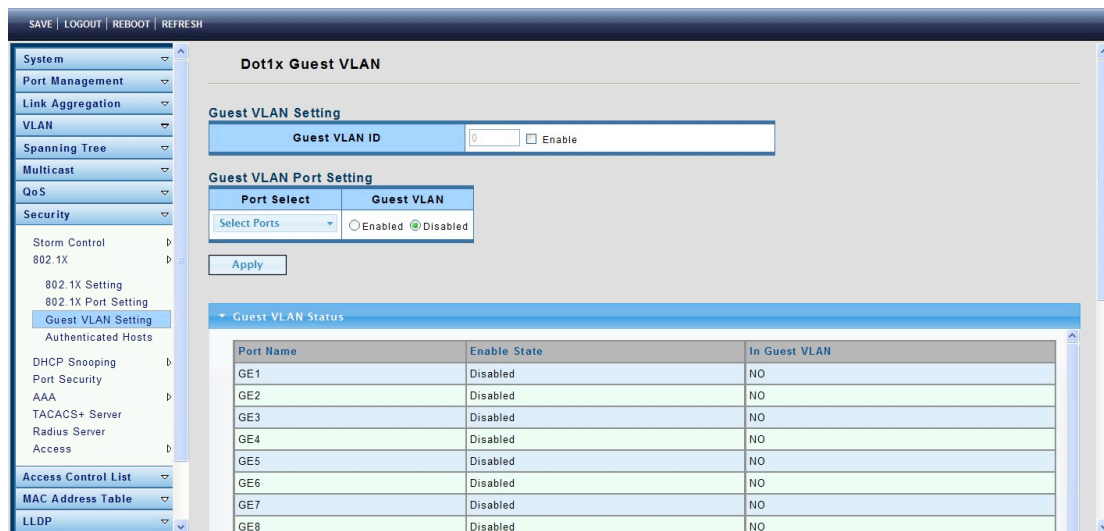 SAVE | LOGOUT | REBOOT | REFRESH
System
Port Management
Link Aggregation
VLAN
Spanning Tree
Multicast
QoS
Security
Storm Control
802.1X
802.1X Setting
802.1X Port Setting
Guest VLAN Setting
Authenticated Hosts
DHCP Snooping
Port Security
AAA
TACACS+ Server
Radius Server
Access
Access Control List
MAC Address Table
LLDP
Dot1x Guest VLAN
Guest VLAN Setting
Guest VLAN ID 0 Enable
Guest VLAN Port Setting
Port Select Guest VLAN
Select Ports Enabled Disabled
Apply
Guest VLAN Status
Port Name Enable State In Guest VLAN
GE1 Disabled NO
GE2 Disabled NO
GE3 Disabled NO
GE4 Disabled NO
GE5 Disabled NO
GE6 Disabled NO
GE7 Disabled NO
GE8 Disabled NO